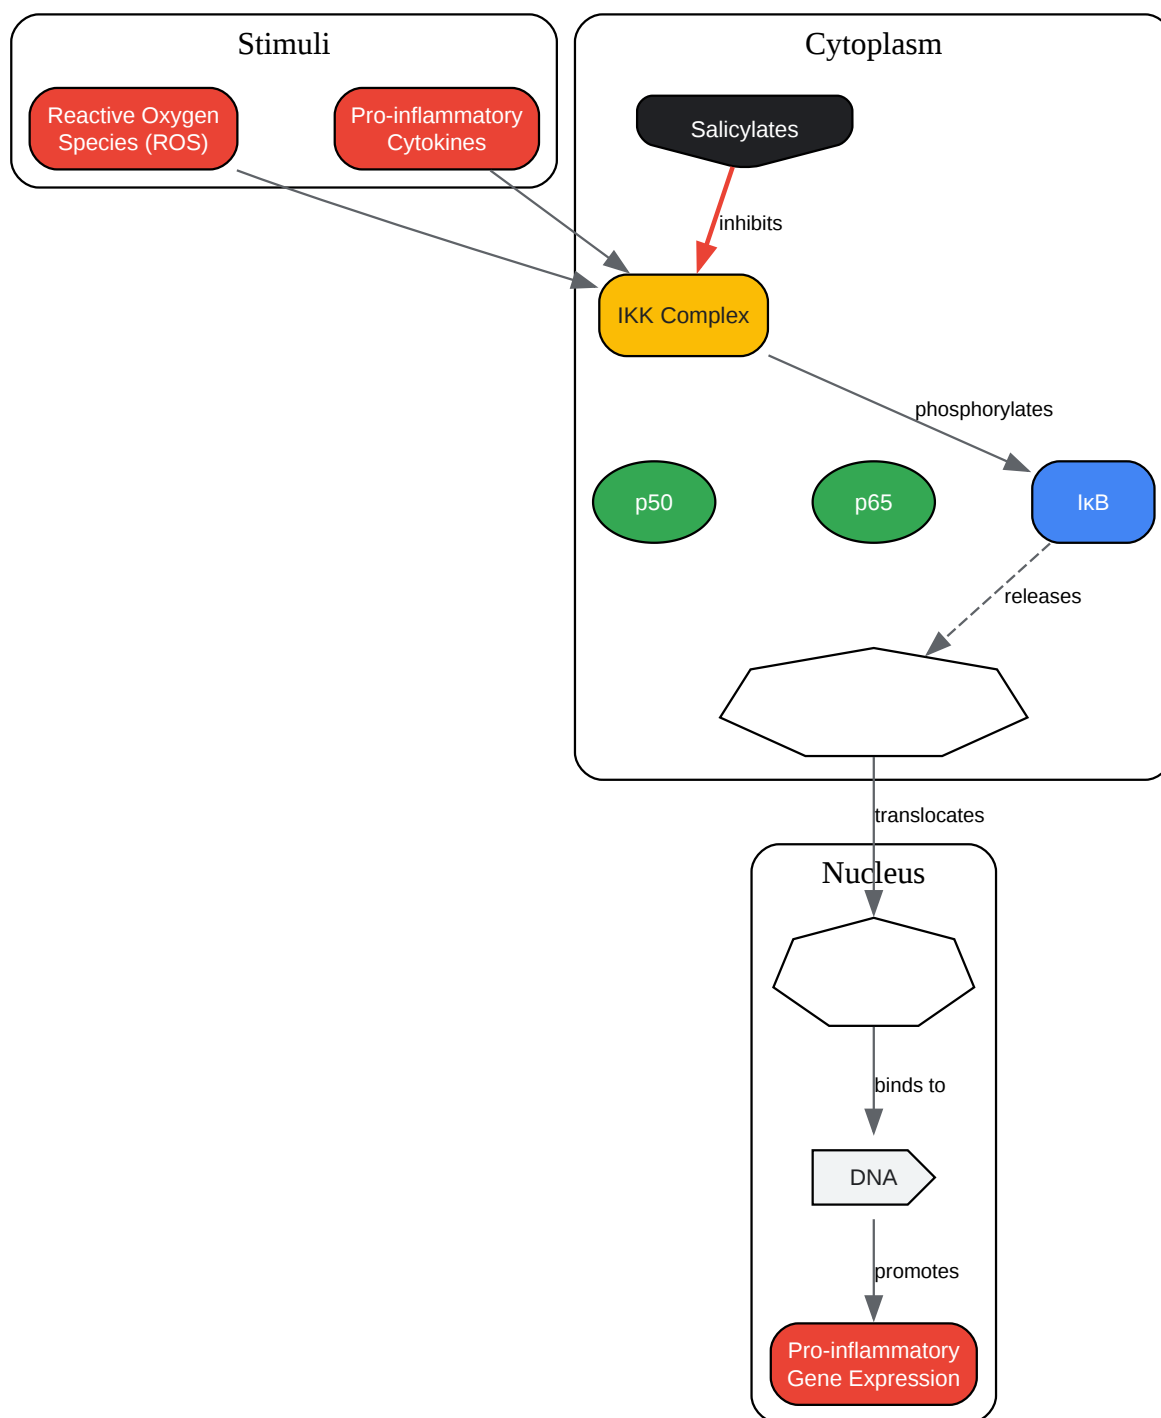 Stimuli
Cytoplasm
Reactive Oxygen
Species (ROS)
Pro-inflammatory
Cytokines
Salicylates
inhibits
IKK Complex
phosphorylates
p50
p65
IκB
releases
translocates
Nucleus
binds to
DNA
promotes
Pro-inflammatory
Gene Expression